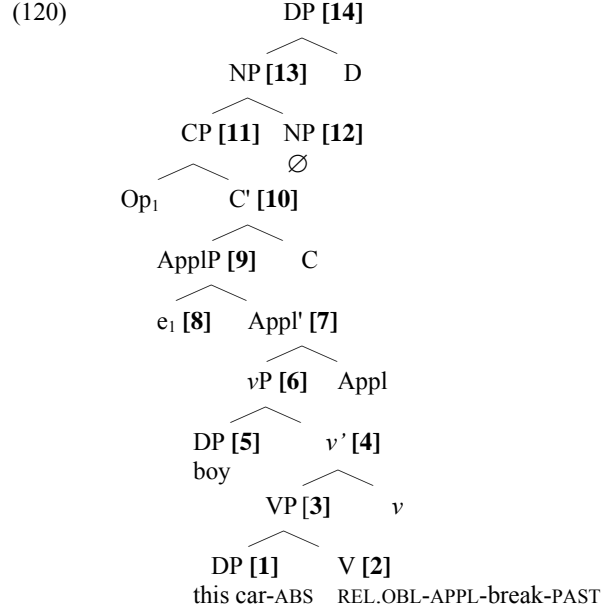 (120) DP [14]
NP [13] D
CP [11] NP [12]
∅
Op₁ C' [10]
ApplP [9] C
e₁ [8] Appl' [7]
vP [6] Appl
DP [5] v’ [4]
boy
VP [3] v
DP [1] V [2]
this car-ABS REL.OBL-APPL-break-PAST